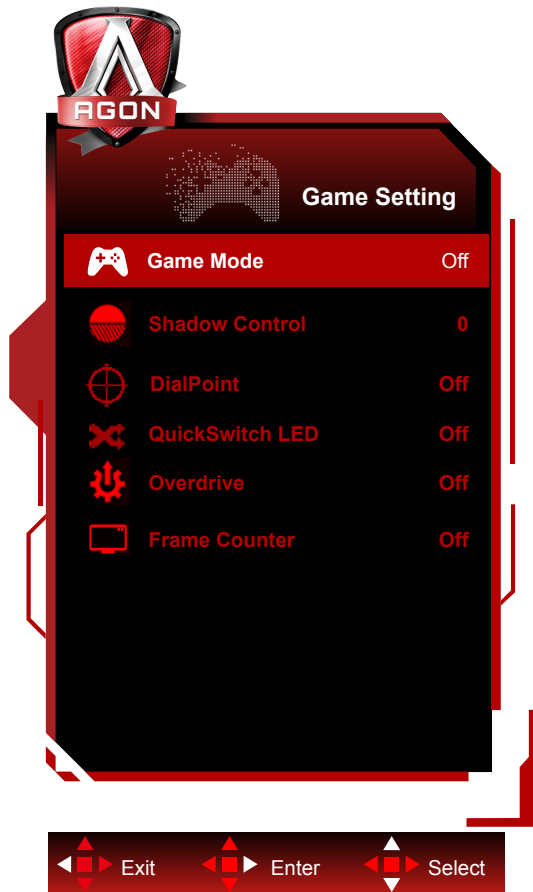 AGON
Game Setting
Game Mode Off
Shadow Control 0
DialPoint Off
QuickSwitch LED Off
Overdrive Off
Frame Counter Off
Exit Enter Select